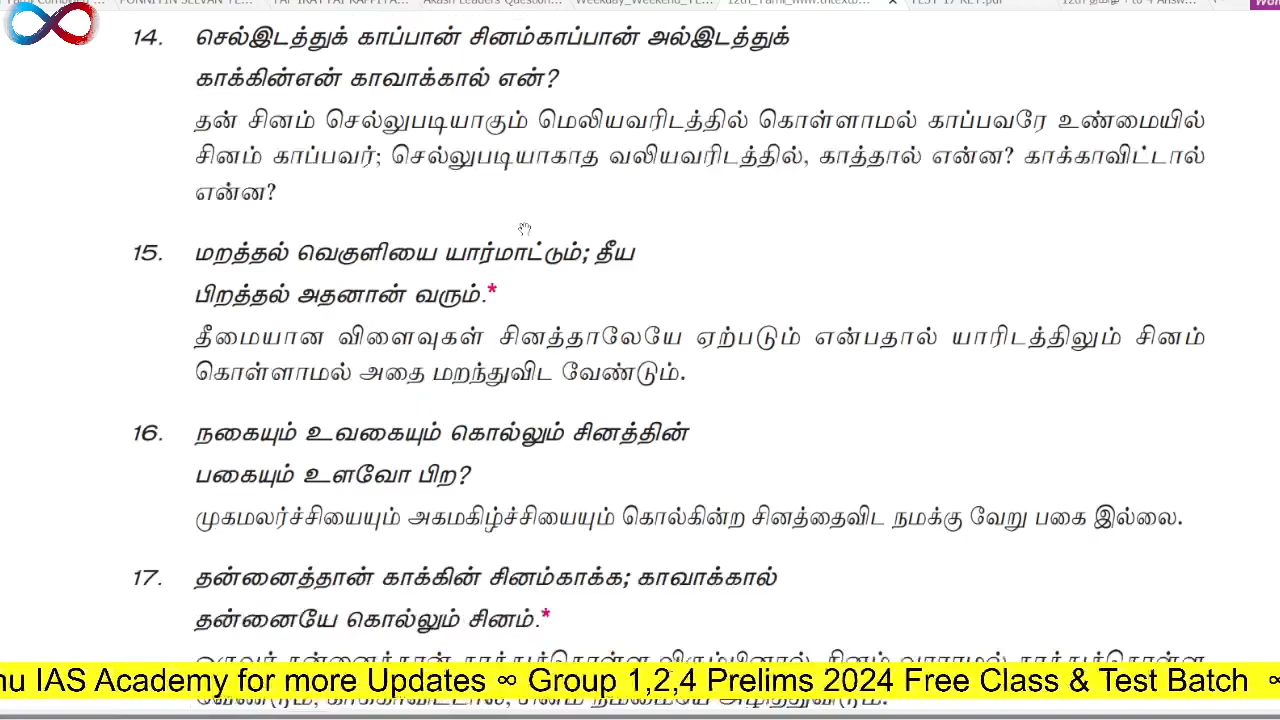 14. செல்இடத்துக் காப்பான் சினம்காப்பான் அல்இடத்துக்
காக்கின்என் காவாக்கால் என்?
தன் சினம் செல்லுபடியாகும் மெலியவரிடத்தில் கொள்ளாமல் காப்பவரே உண்மையில்
சினம் காப்பவர்; செல்லுபடியாகாத வலியவரிடத்தில், காத்தால் என்ன? காக்காவிட்டால்
என்ன?
15. மறத்தல் வெகுளியை யார்மாட்டும்; தீய
பிறத்தல் அதனான் வரும்.*
தீமையான விளைவுகள் சினத்தாலேயே ஏற்படும் என்பதால் யாரிடத்திலும் சினம்
கொள்ளாமல் அதை மறந்துவிட வேண்டும்.
16. நகையும் உவகையும் கொல்லும் சினத்தின்
பகையும் உளவோ பிற?
முகமலர்ச்சியையும் அகமகிழ்ச்சியையும் கொல்கின்ற சினத்தைவிட நமக்கு வேறு பகை இல்லை.
17. தன்னைத்தான் காக்கின் சினம்காக்க; காவாக்கால்
தன்னையே கொல்லும் சினம்.*
nu IAS Academy for more Updates ∞ Group 1,2,4 Prelims 2024 Free Class & Test Batch ∞